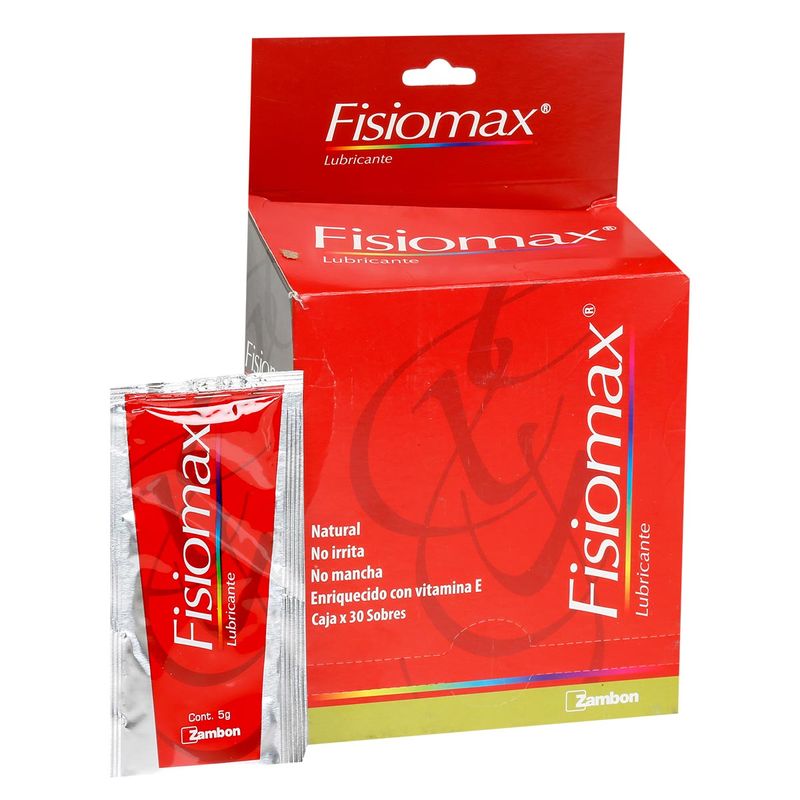 Fisiomax®
Lubricante
Fisiomax®
Lubricante
Fisiomax®
Lubricante
Natural
No irrita
No mancha
Enriquecido con vitamina E
Caja x 30 Sobres
Zambon
Fisiomax
Lubricante
Cont. 5g
Zambon